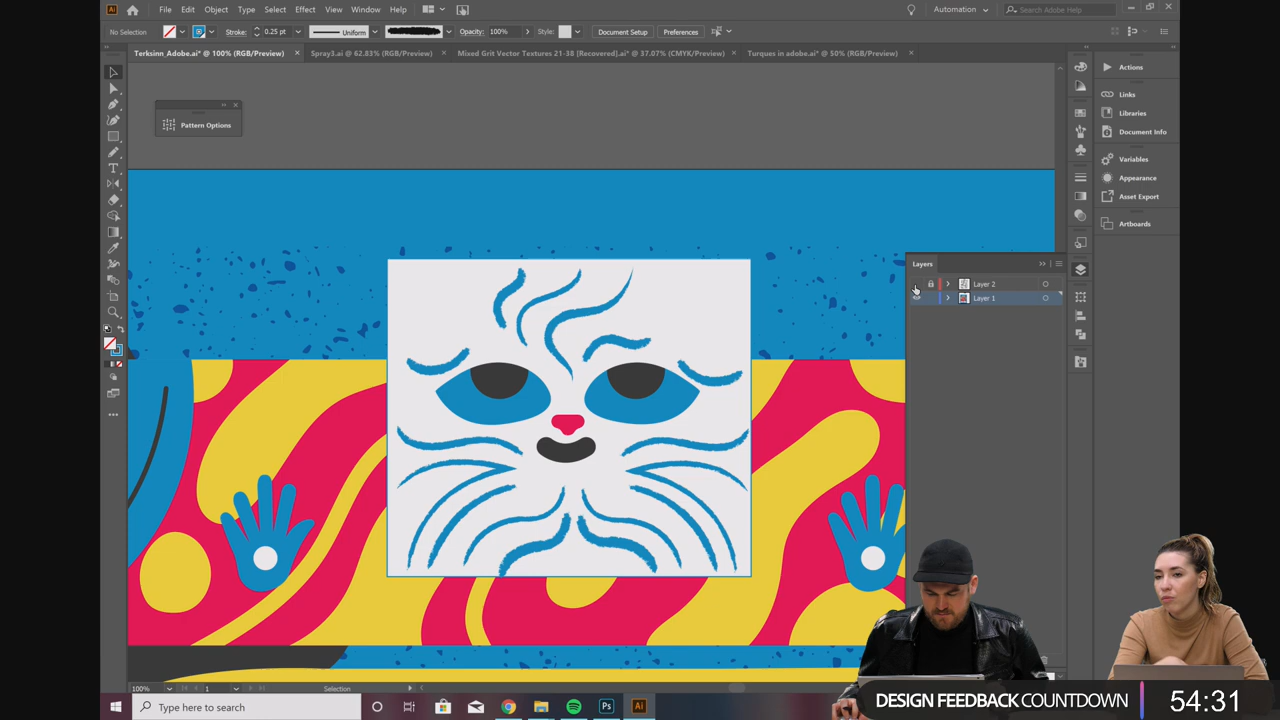 Ai File Edit Object Type Select Effect View Window Help Automation Search Adobe Help
No Selection Stroke: 0.25 pt Uniform Opacity: 100% Style: Document Setup Preferences
Terksinn_Adobe.ai* @ 100% (RGB/Preview) × Spray3.ai @ 62.83% (RGB/Preview) × Mixed Grit Vector Textures 21-38 [Recovered].ai* @ 37.07% (CMYK/Preview) × Turques in adobe.ai* @ 50% (RGB/Preview) ×
Actions
Links
Libraries
Document Info
Variables
Appearance
Asset Export
Artboards
Pattern Options
Layers
Layer 2
Layer 1
100% 1 Selection
Type here to search
Ps Ai
DESIGN FEEDBACK COUNTDOWN 54:31